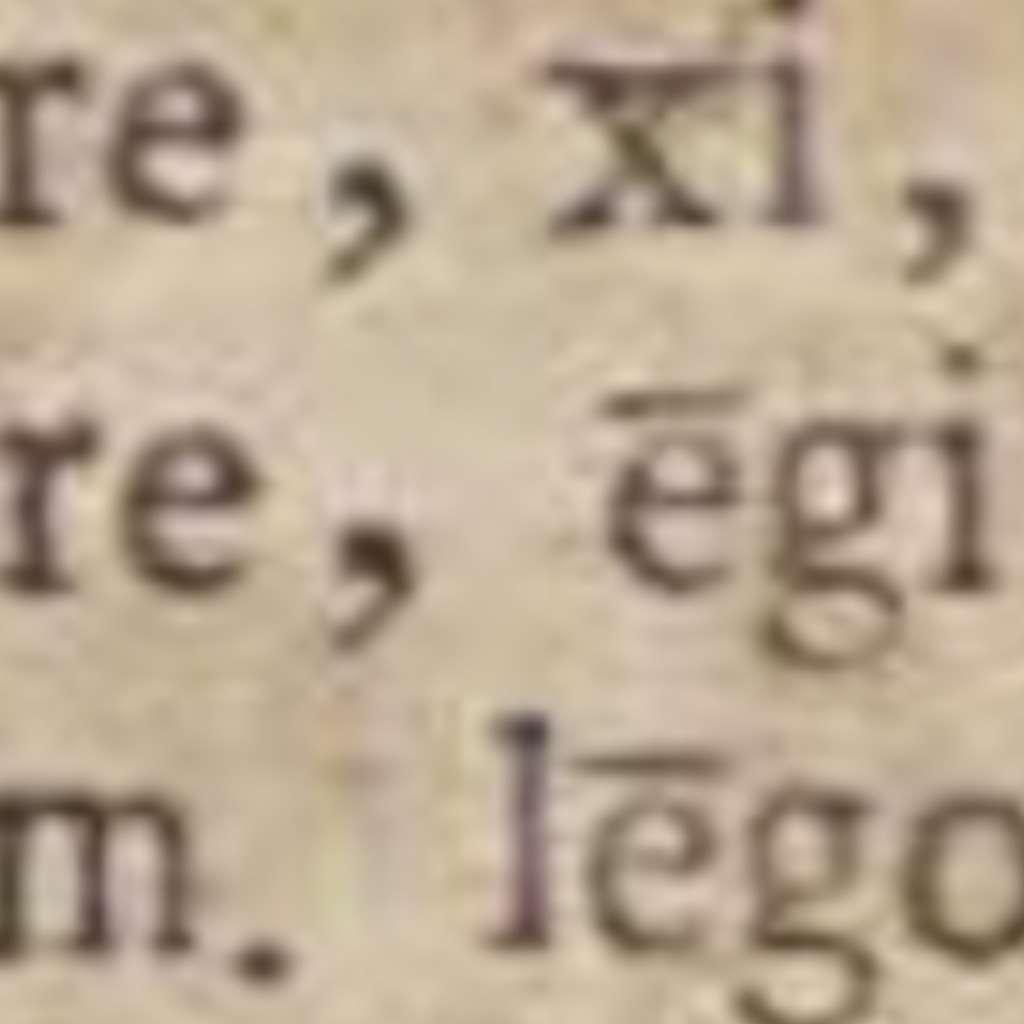 re, xi,
re, ēgi
m. lēgo